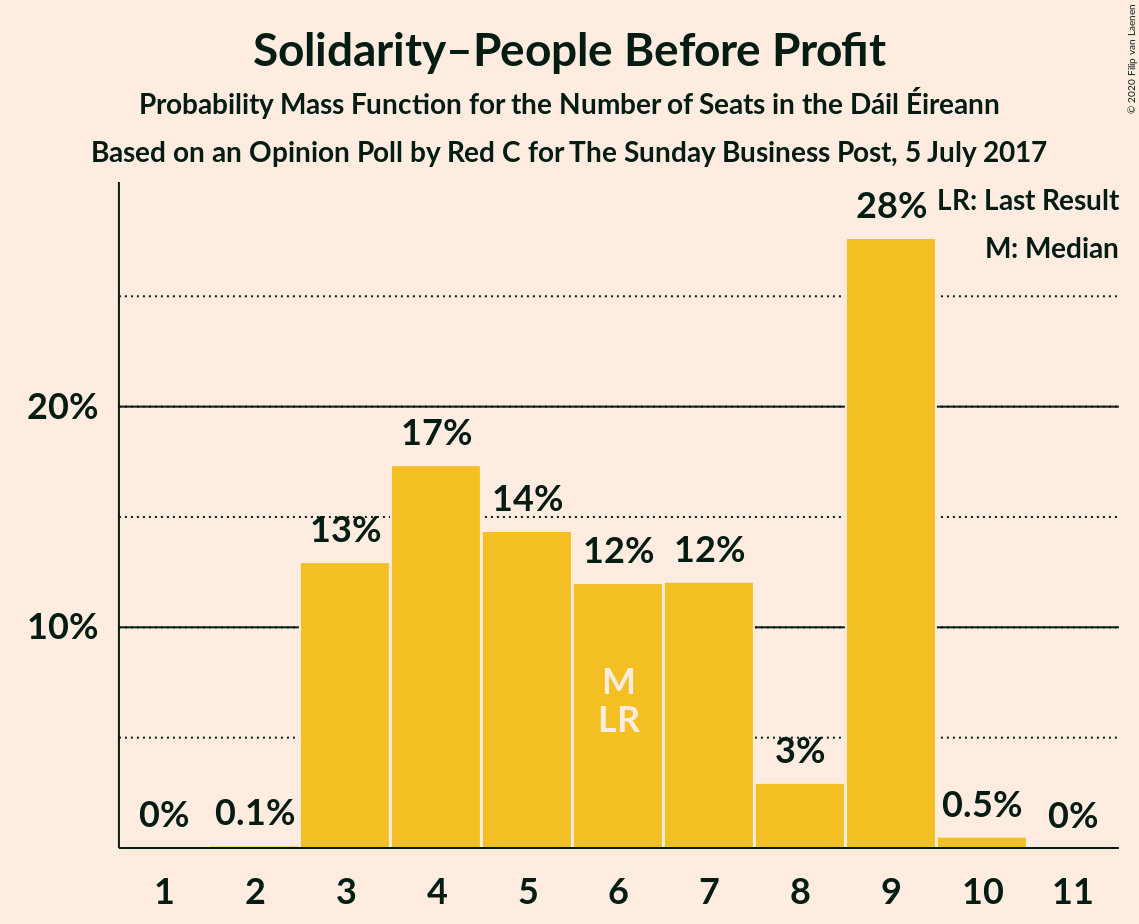 Solidarity–People Before Profit
Probability Mass Function for the Number of Seats in the Dáil Éireann
Based on an Opinion Poll by Red C for The Sunday Business Post, 5 July 2017
© 2020 Filip van Laenen
LR: Last Result
M: Median
28%
20%
17%
14%
13%
12%
12%
10%
M
LR
3%
0%
0.1%
0.5%
0%
1 2 3 4 5 6 7 8 9 10 11